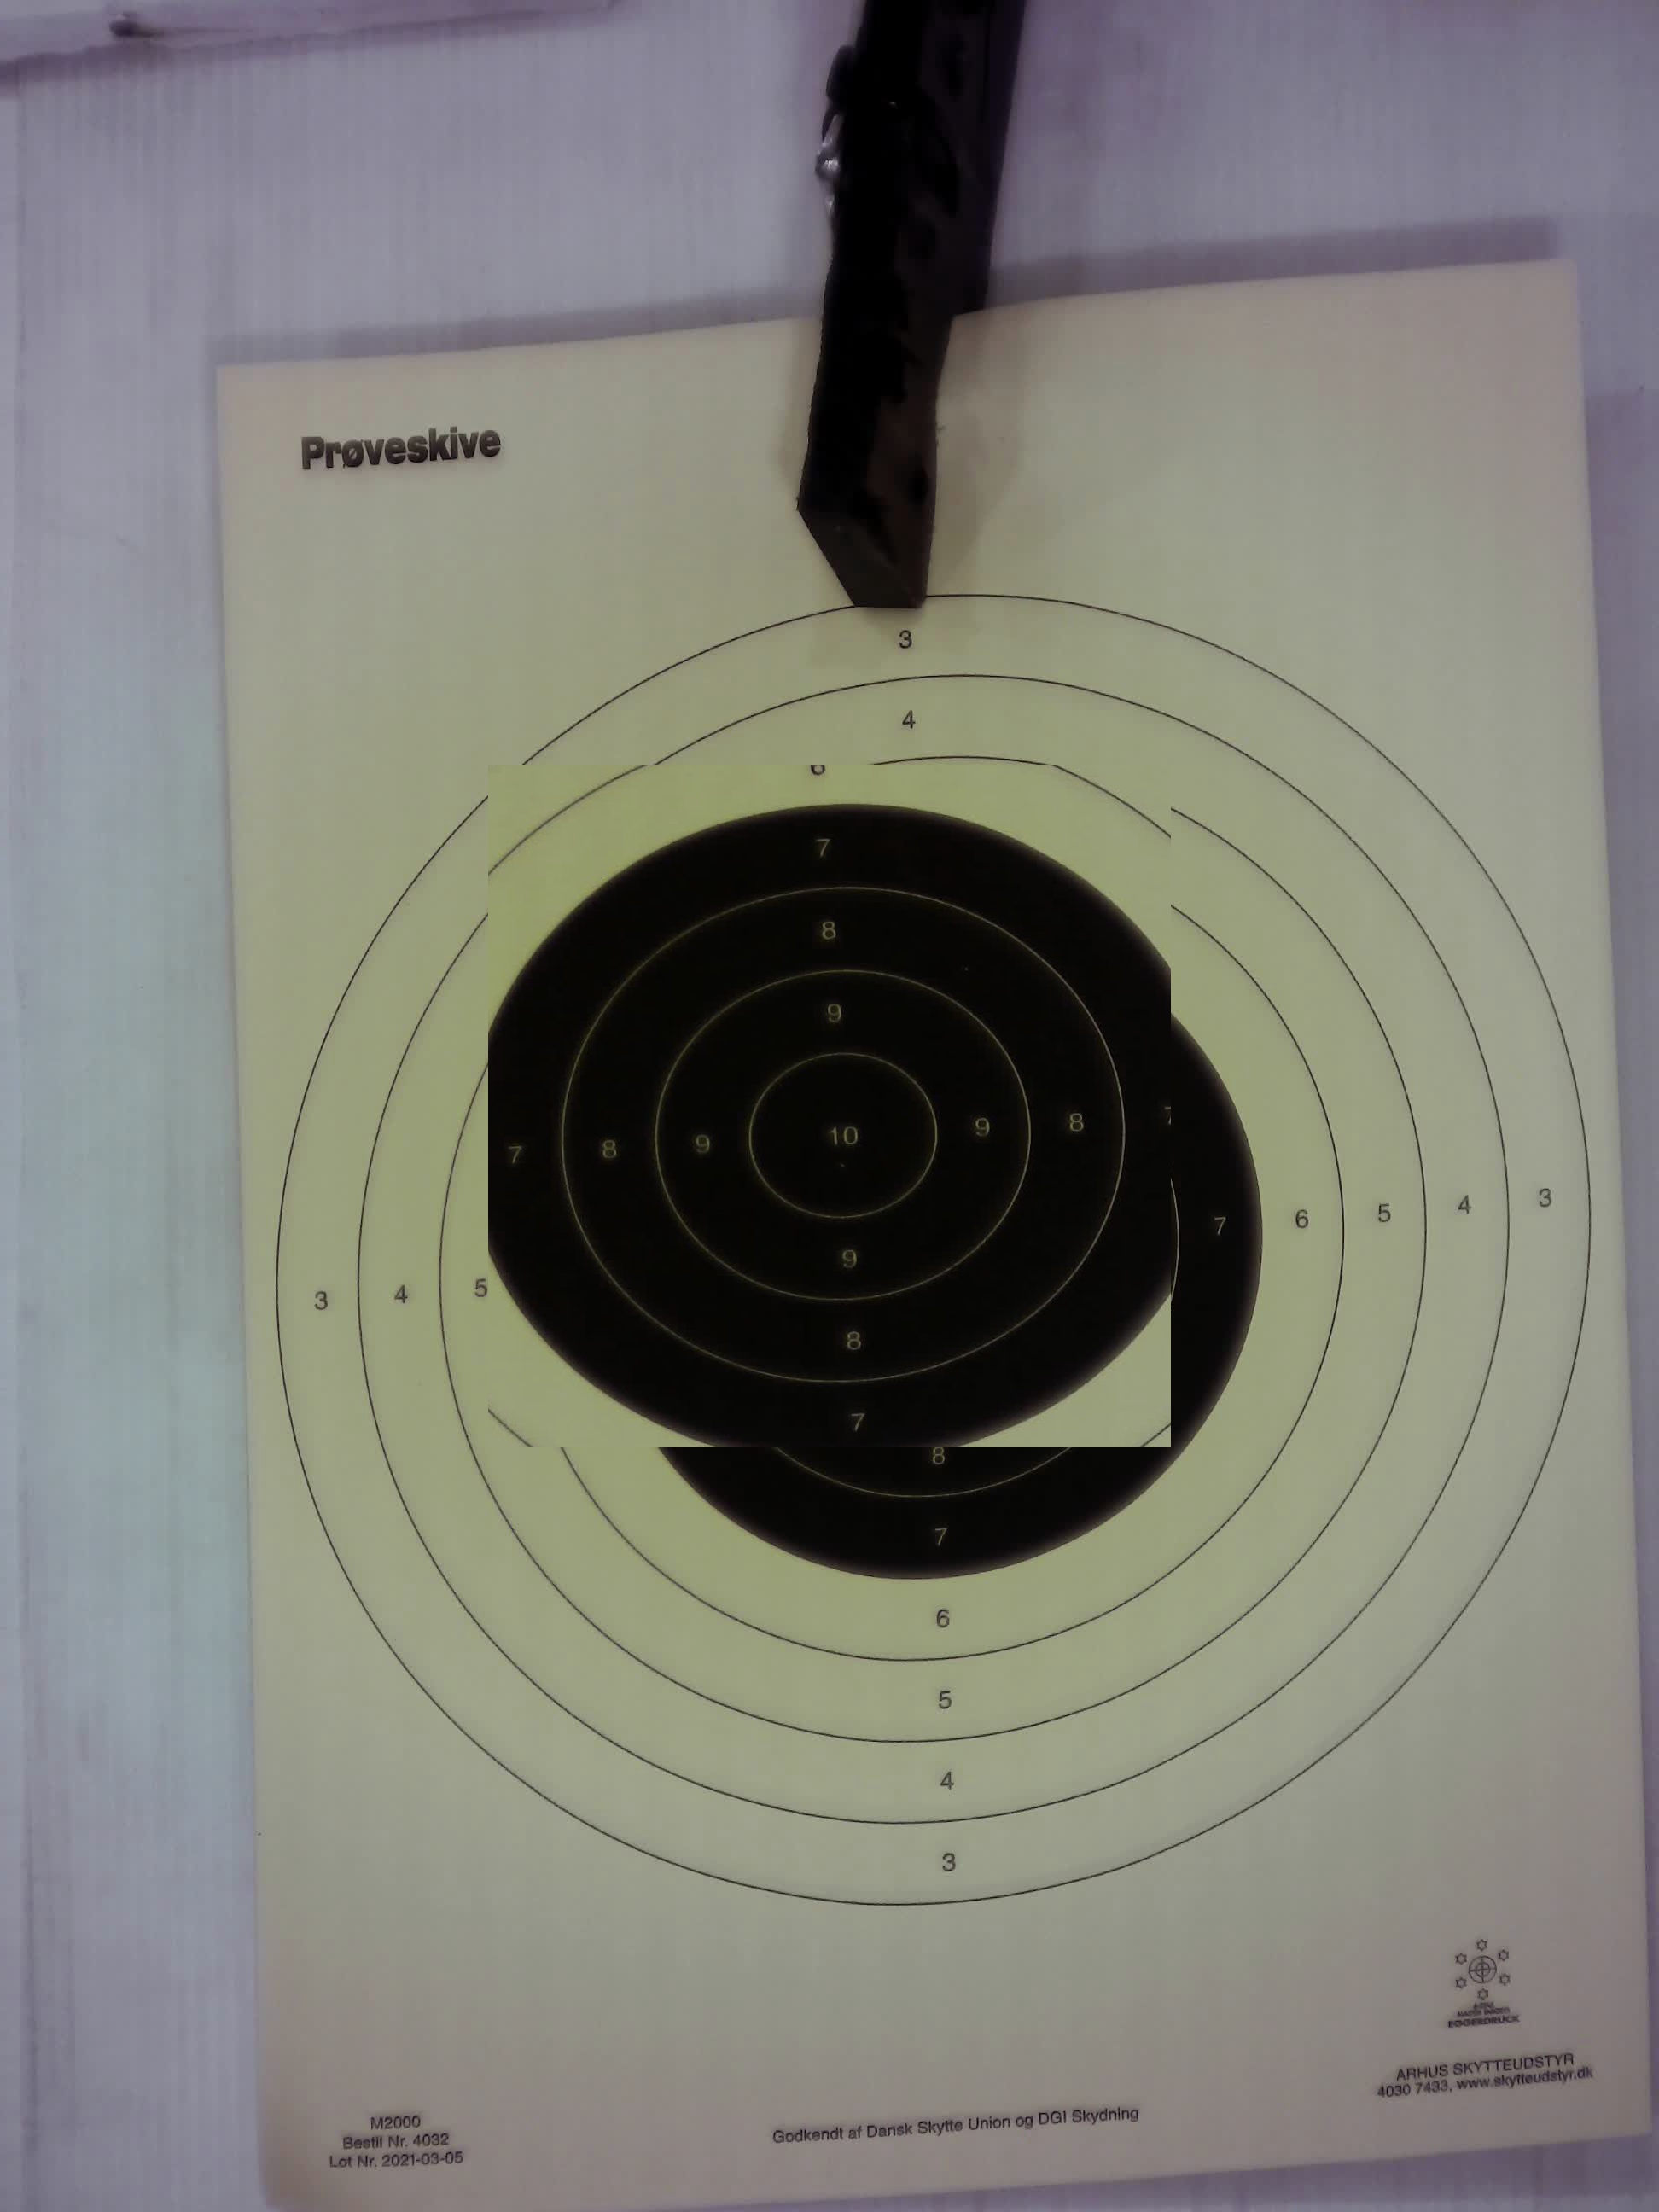 Prøveskive
3
4
6
7
8
9
3 4 5 7 8 9 10 9 8 7 7 6 5 4 3
9
8
7
8
7
6
5
4
3
EGGERDRUCK
ARHUS SKYTTEUDSTYR
4030 7433, www.skytteudstyr.dk
Godkendt af Dansk Skytte Union og DGI Skydning
M2000
Bestil Nr. 4032
Lot Nr. 2021-03-05